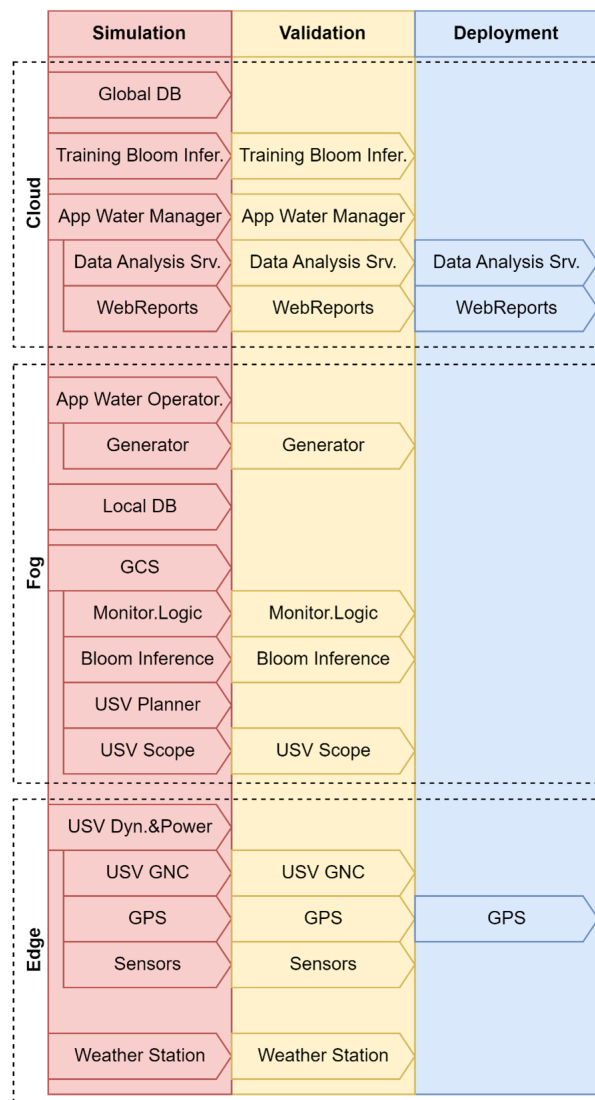 Simulation Validation Deployment
Cloud
Global DB
Training Bloom Infer. Training Bloom Infer.
App Water Manager App Water Manager
Data Analysis Srv. Data Analysis Srv. Data Analysis Srv.
WebReports WebReports WebReports
Fog
App Water Operator.
Generator Generator
Local DB
GCS
Monitor.Logic Monitor.Logic
Bloom Inference Bloom Inference
USV Planner
USV Scope USV Scope
Edge
USV Dyn.&Power
USV GNC USV GNC
GPS GPS GPS
Sensors Sensors
Weather Station Weather Station